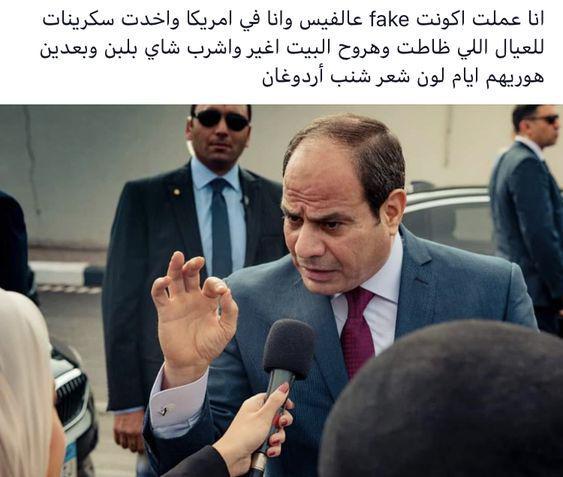 انا عملت اكونت fake عالفيس وانا في امريكا واخدت سكرينات
للعيال اللي ظاطت وهروح البيت اغير واشرب شاي بلبن وبعدين
هوريهم ايام لون شعر شنب أردوغان